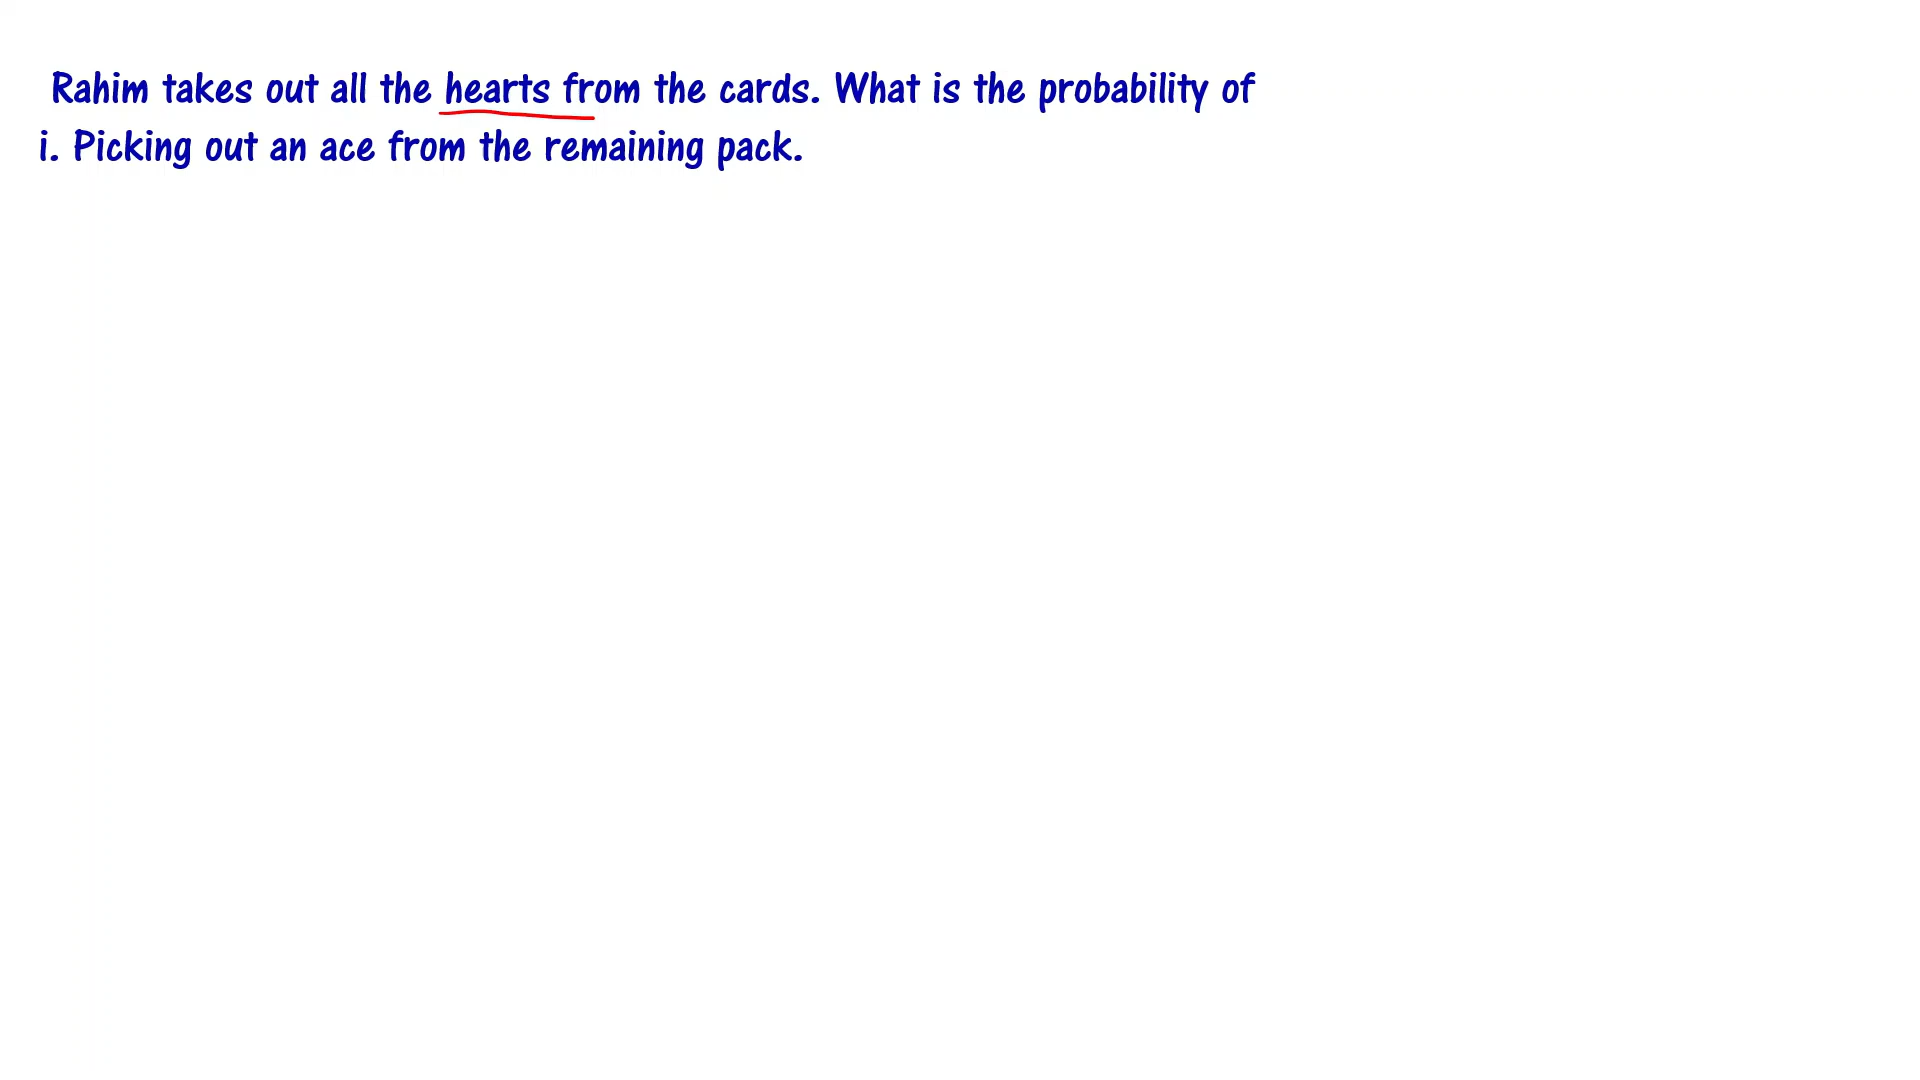 Rahim takes out all the hearts from the cards. What is the probability of
i. Picking out an ace from the remaining pack.